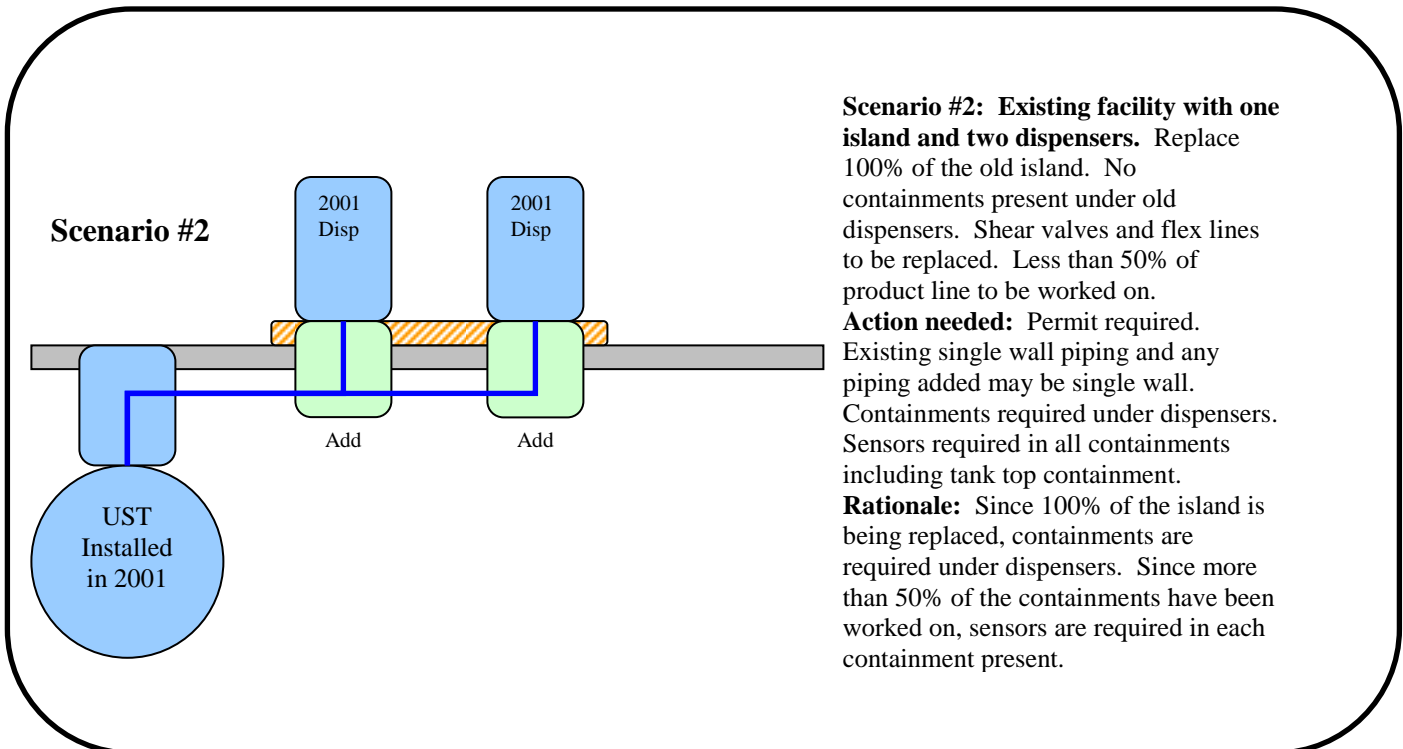 Scenario #2
2001
Disp
2001
Disp
Add
Add
UST
Installed
in 2001
Scenario #2: Existing facility with one
island and two dispensers. Replace
100% of the old island. No
containments present under old
dispensers. Shear valves and flex lines
to be replaced. Less than 50% of
product line to be worked on.
Action needed: Permit required.
Existing single wall piping and any
piping added may be single wall.
Containments required under dispensers.
Sensors required in all containments
including tank top containment.
Rationale: Since 100% of the island is
being replaced, containments are
required under dispensers. Since more
than 50% of the containments have been
worked on, sensors are required in each
containment present.